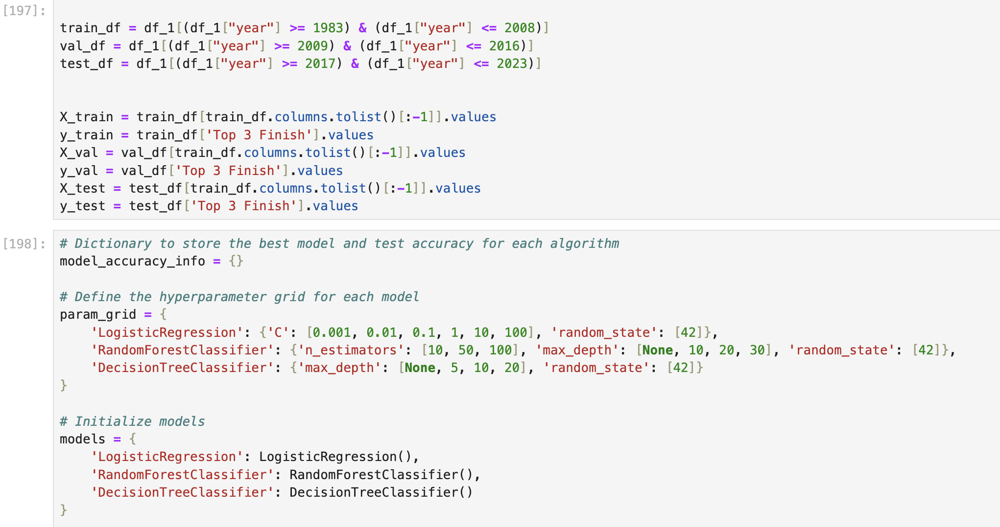 [197]:
train_df = df_1[(df_1["year"] >= 1983) & (df_1["year"] <= 2008)]
val_df = df_1[(df_1["year"] >= 2009) & (df_1["year"] <= 2016)]
test_df = df_1[(df_1["year"] >= 2017) & (df_1["year"] <= 2023)]
X_train = train_df[train_df.columns.tolist()[:-1]].values
y_train = train_df['Top 3 Finish'].values
X_val = val_df[train_df.columns.tolist()[:-1]].values
y_val = val_df['Top 3 Finish'].values
X_test = test_df[train_df.columns.tolist()[:-1]].values
y_test = test_df['Top 3 Finish'].values
[198]:
# Dictionary to store the best model and test accuracy for each algorithm
model_accuracy_info = {}
# Define the hyperparameter grid for each model
param_grid = {
    'LogisticRegression': {'C': [0.001, 0.01, 0.1, 1, 10, 100], 'random_state': [42]},
    'RandomForestClassifier': {'n_estimators': [10, 50, 100], 'max_depth': [None, 10, 20, 30], 'random_state': [42]},
    'DecisionTreeClassifier': {'max_depth': [None, 5, 10, 20], 'random_state': [42]}
}
# Initialize models
models = {
    'LogisticRegression': LogisticRegression(),
    'RandomForestClassifier': RandomForestClassifier(),
    'DecisionTreeClassifier': DecisionTreeClassifier()
}